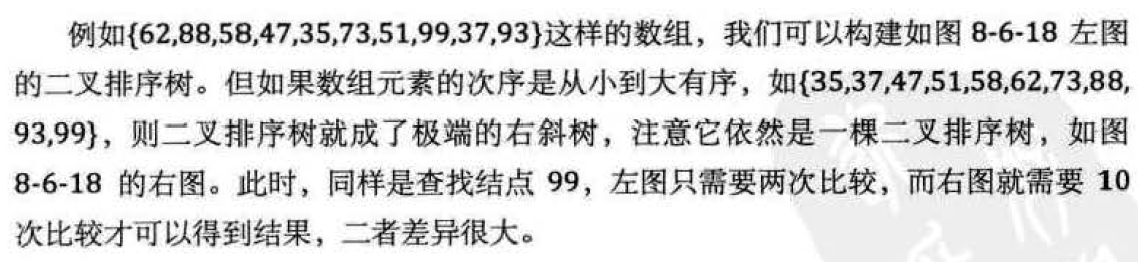 例如{62,88,58,47,35,73,51,99,37,93}这样的数组，我们可以构建如图 8-6-18 左图
的二叉排序树。但如果数组元素的次序是从小到大有序，如{35,37,47,51,58,62,73,88,
93,99}，则二叉排序树就成了极端的右斜树，注意它依然是一棵二叉排序树，如图
8-6-18 的右图。此时，同样是查找结点 99，左图只需要两次比较，而右图就需要 10
次比较才可以得到结果，二者差异很大。